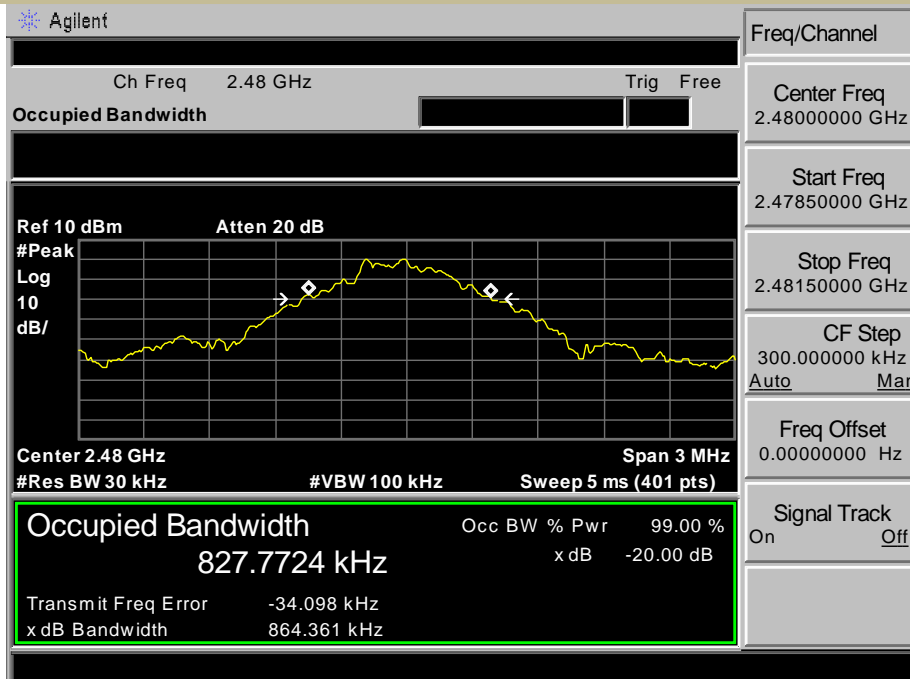 Agilent
Freq/Channel
Ch Freq 2.48 GHz Trig Free
Occupied Bandwidth
Center Freq
2.48000000 GHz
Start Freq
2.47850000 GHz
Stop Freq
2.48150000 GHz
CF Step
300.000000 kHz
Auto Man
Freq Offset
0.00000000 Hz
Signal Track
On Off
Ref 10 dBm Atten 20 dB
#Peak
Log
10
dB/
Center 2.48 GHz Span 3 MHz
#Res BW 30 kHz #VBW 100 kHz Sweep 5 ms (401 pts)
Occupied Bandwidth Occ BW % Pwr 99.00 %
827.7724 kHz x dB -20.00 dB
Transmit Freq Error -34.098 kHz
x dB Bandwidth 864.361 kHz